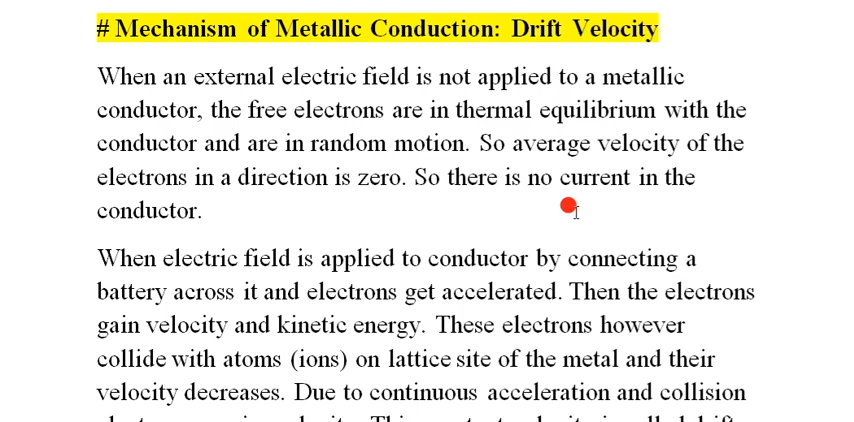 # Mechanism of Metallic Conduction: Drift Velocity
When an external electric field is not applied to a metallic
conductor, the free electrons are in thermal equilibrium with the
conductor and are in random motion. So average velocity of the
electrons in a direction is zero. So there is no current in the
conductor.
When electric field is applied to conductor by connecting a
battery across it and electrons get accelerated. Then the electrons
gain velocity and kinetic energy. These electrons however
collide with atoms (ions) on lattice site of the metal and their
velocity decreases. Due to continuous acceleration and collision